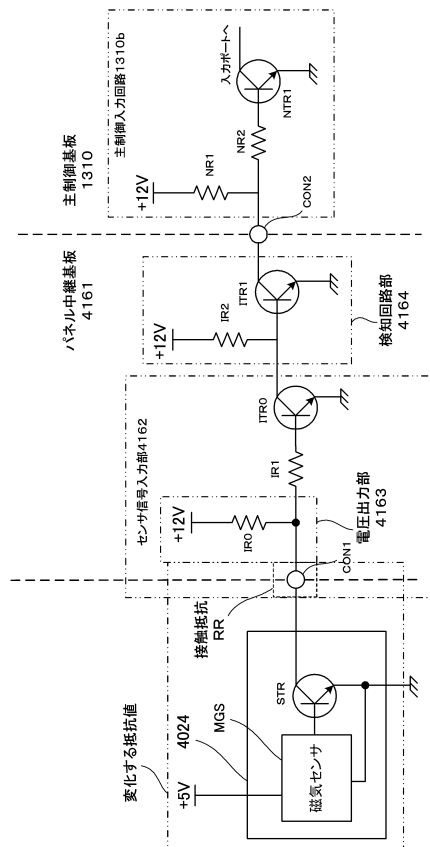 変化する抵抗値
+5V
4024
MGS
磁気センサ
STR
接触抵抗
RR
CON1
センサ信号入力部4162
+12V
IR0
電圧出力部
4163
IR1
ITR0
パネル中継基板
4161
+12V
IR2
ITR1
検知回路部
4164
主制御基板
1310
主制御入力回路1310b
+12V
NR1
NR2
CON2
NTR1
入力ポートへ